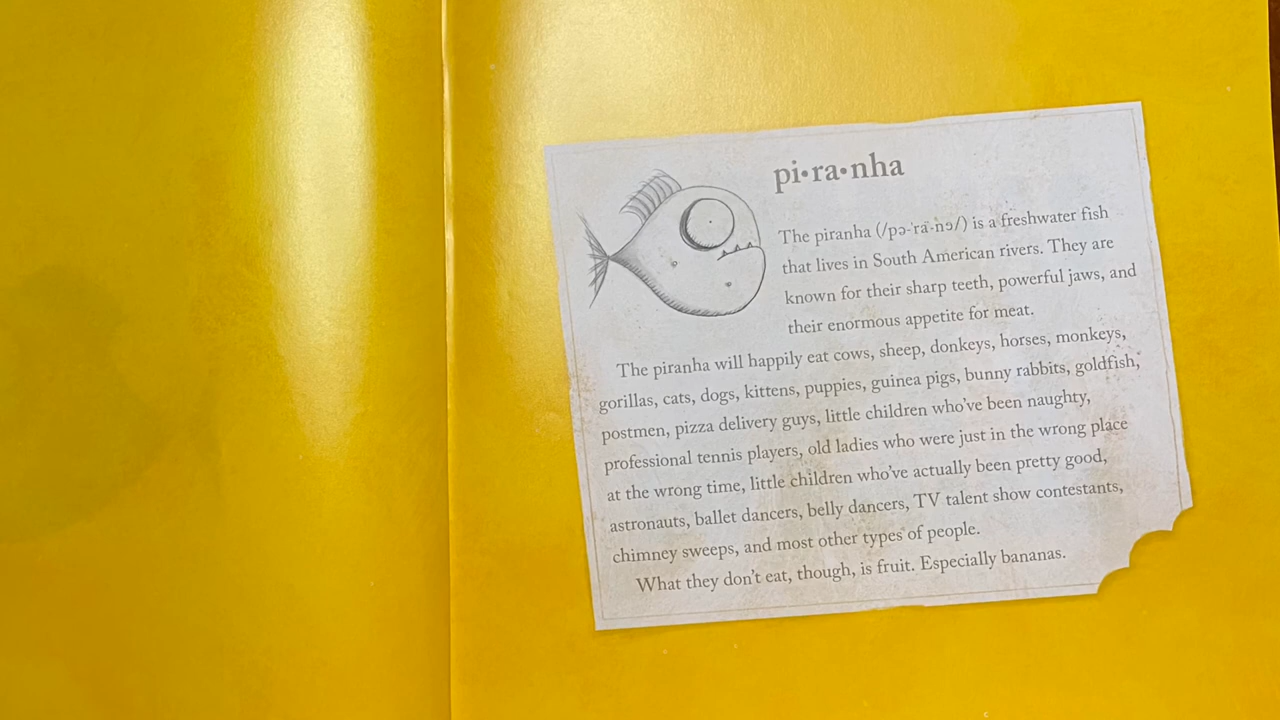 pi•ra•nha
The piranha (/pə-ˈrä-nə/) is a freshwater fish
that lives in South American rivers. They are
known for their sharp teeth, powerful jaws, and
their enormous appetite for meat.
The piranha will happily eat cows, sheep, donkeys, horses, monkeys,
gorillas, cats, dogs, kittens, puppies, guinea pigs, bunny rabbits, goldfish,
postmen, pizza delivery guys, little children who’ve been naughty,
professional tennis players, old ladies who were just in the wrong place
at the wrong time, little children who’ve actually been pretty good,
astronauts, ballet dancers, belly dancers, TV talent show contestants,
chimney sweeps, and most other types of people.
What they don’t eat, though, is fruit. Especially bananas.